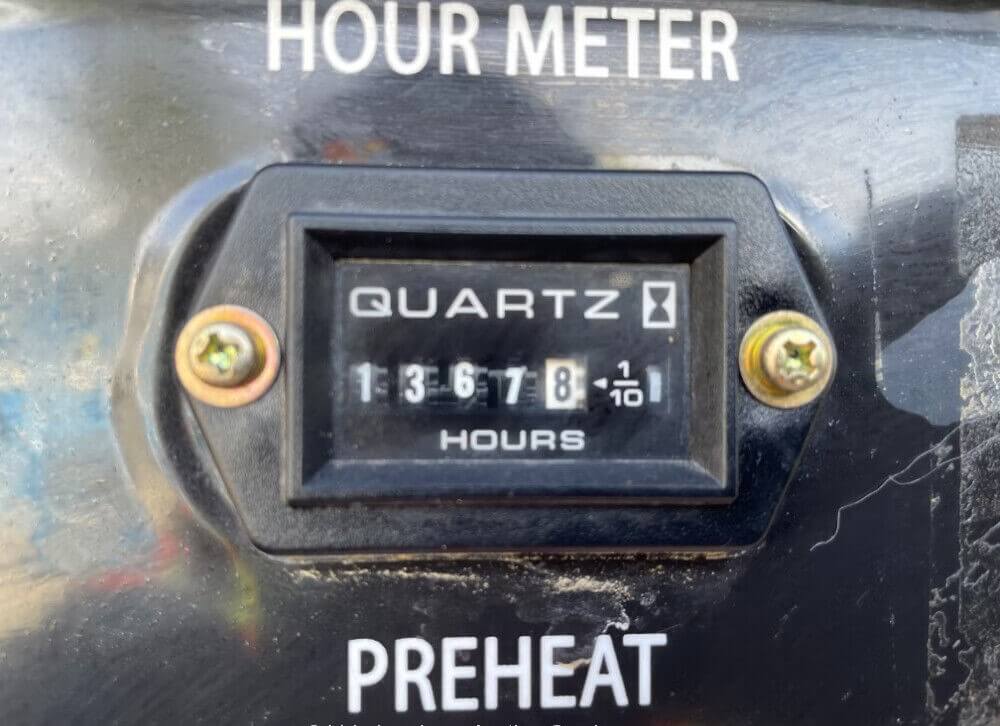 HOUR METER
QUARTZ
1 3 6 7 8 ◄ 1/10
HOURS
PREHEAT